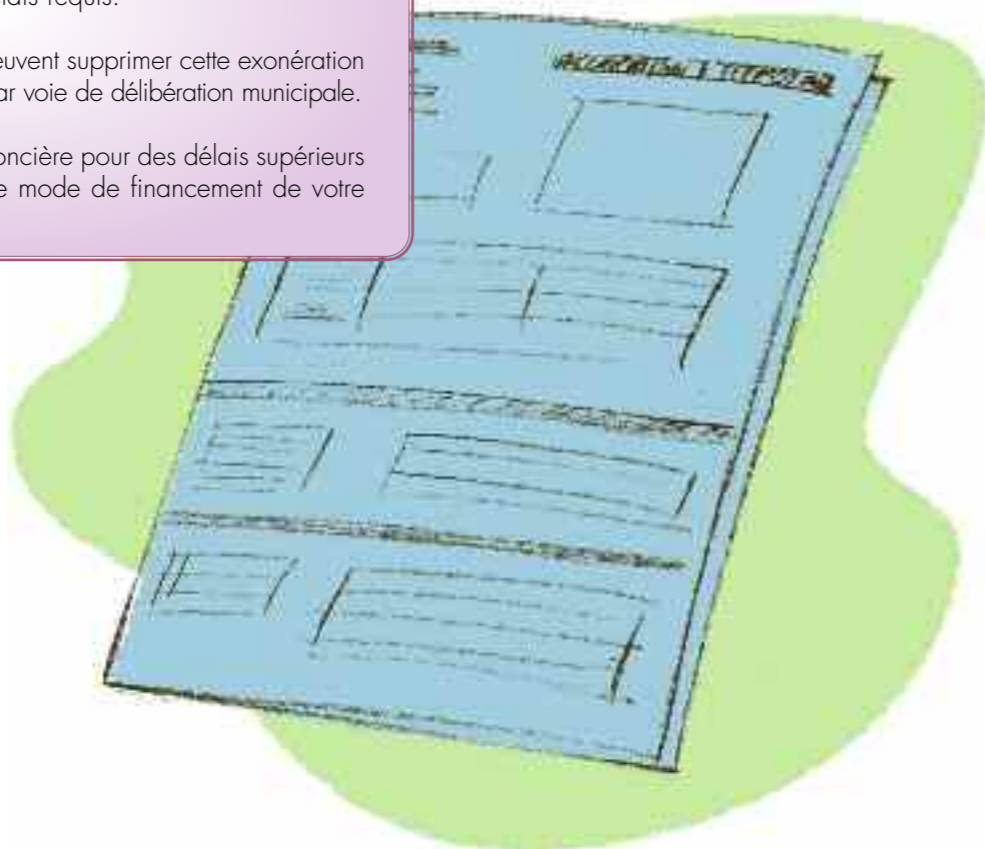 requis.
euvent supprimer cette exonération
ar voie de délibération municipale.
oncière pour des délais supérieurs
e mode de financement de votre